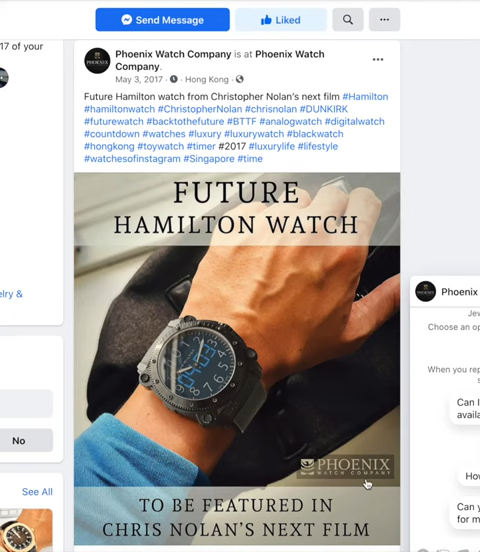 Send Message
Liked
17 of your
Phoenix Watch Company is at Phoenix Watch
Company.
May 3, 2017 · Hong Kong ·
Future Hamilton watch from Christopher Nolan's next film #Hamilton
#hamiltonwatch #ChristopherNolan #chrisnolan #DUNKIRK
#futurewatch #backtothefuture #BTTF #analogwatch #digitalwatch
#countdown #watches #luxury #luxurywatch #blackwatch
#hongkong #toywatch #timer #2017 #luxurylife #lifestyle
#watchesofinstagram #Singapore #time
FUTURE
HAMILTON WATCH
PHOENIX
WATCH COMPANY
TO BE FEATURED IN
CHRIS NOLAN'S NEXT FILM
elry &
No
See All
Phoenix
Jew
Choose an op
When you rep
s
Can I
availa
How
Can y
for m